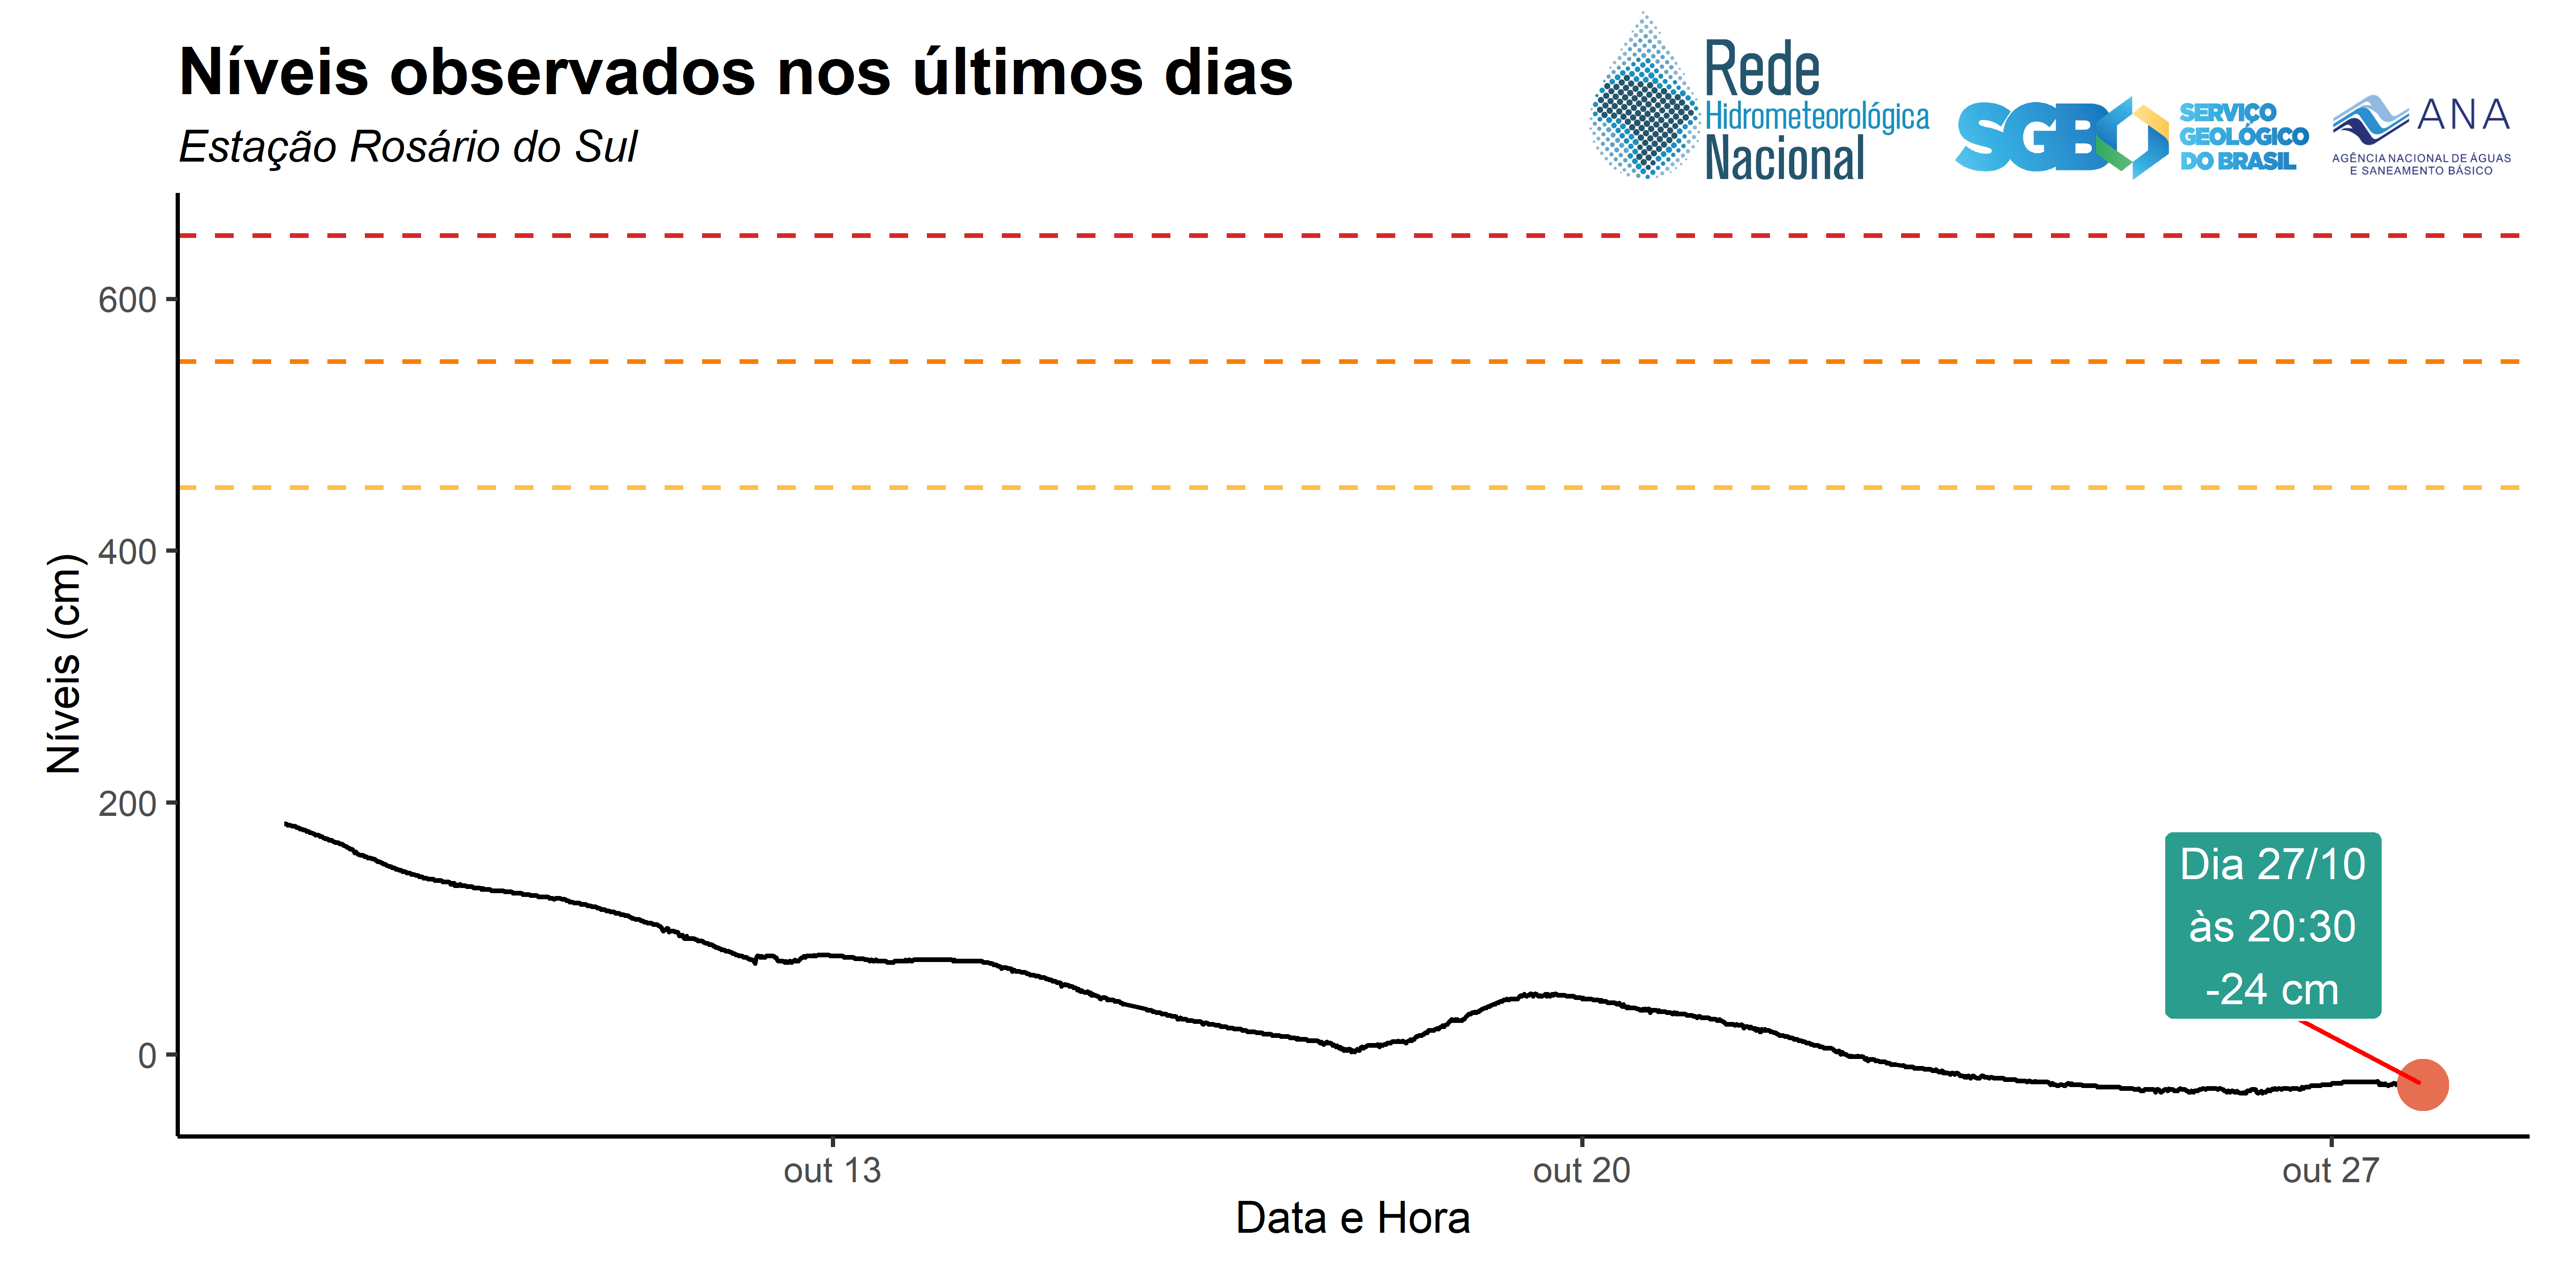 Níveis observados nos últimos dias
Estação Rosário do Sul
Rede
Hidrometeorológica
Nacional
SGB
SERVIÇO
GEOLÓGICO
DO BRASIL
ANA
AGÊNCIA NACIONAL DE ÁGUAS
E SANEAMENTO BÁSICO
Níveis (cm)
600
400
200
0
Dia 27/10
às 20:30
-24 cm
out 13
out 20
out 27
Data e Hora